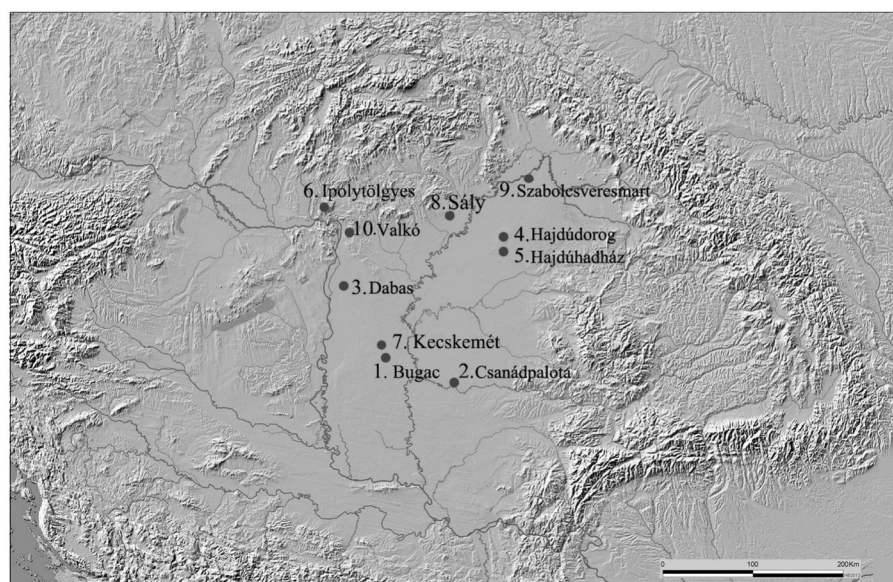 6. Ipolytölgyes
9. Szabolcsveresmart
8. Sály
10. Valkó
4. Hajdúdorog
5. Hajdúhadház
3. Dabas
7. Kecskemét
1. Bugac
2. Csanádpalota
0 100 200Km